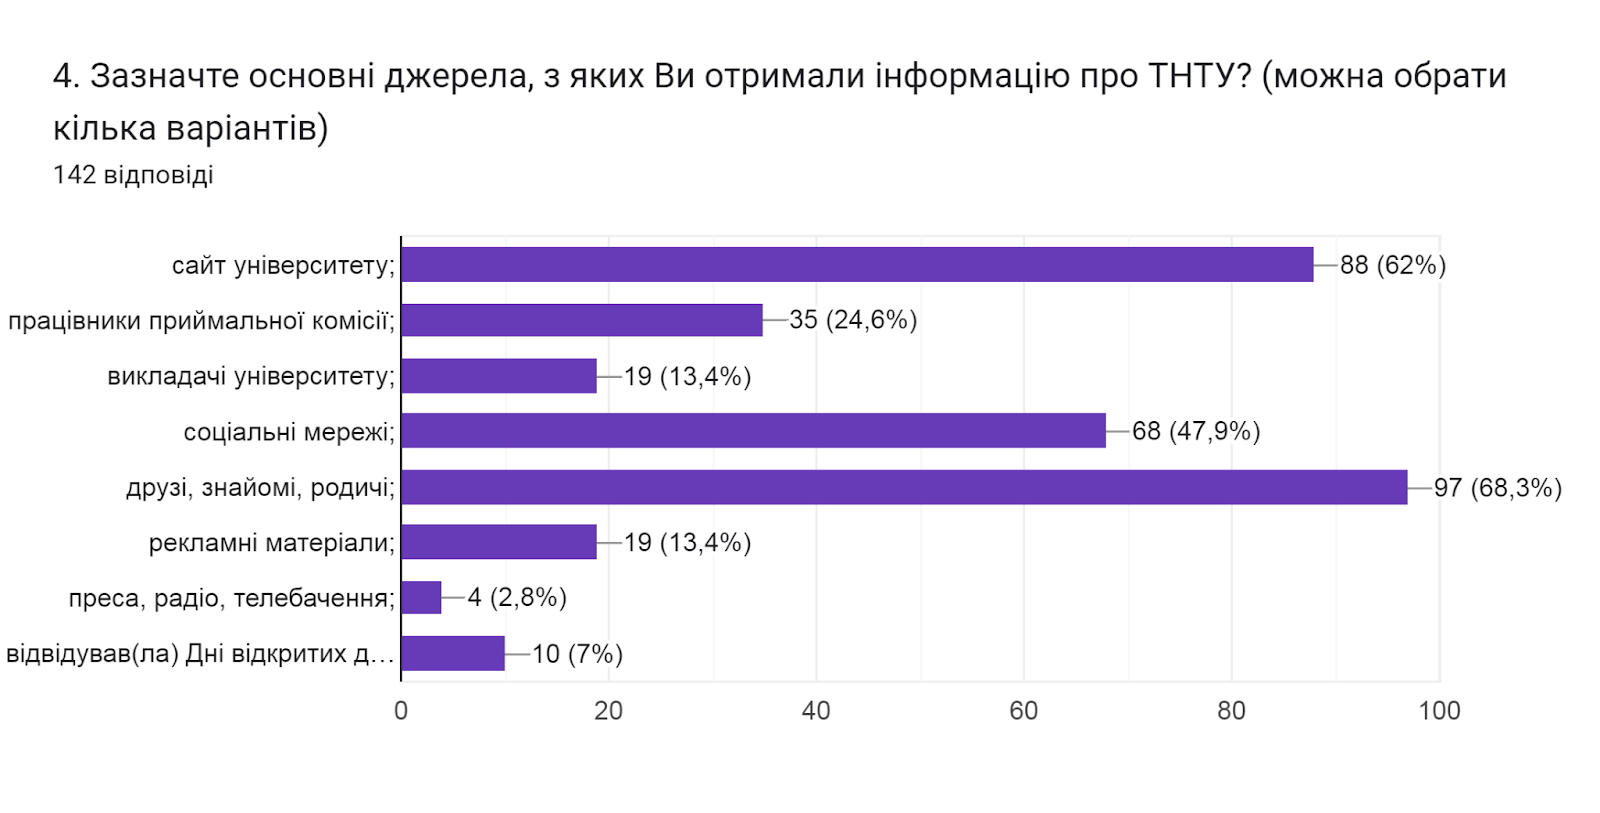 4. Зазначте основні джерела, з яких Ви отримали інформацію про ТНТУ? (можна обрати
кілька варіантів)
142 відповіді
сайт університету; 88 (62%)
працівники приймальної комісії; 35 (24,6%)
викладачі університету; 19 (13,4%)
соціальні мережі; 68 (47,9%)
друзі, знайомі, родичі; 97 (68,3%)
рекламні матеріали; 19 (13,4%)
преса, радіо, телебачення; 4 (2,8%)
відвідував(ла) Дні відкритих д… 10 (7%)
0 20 40 60 80 100